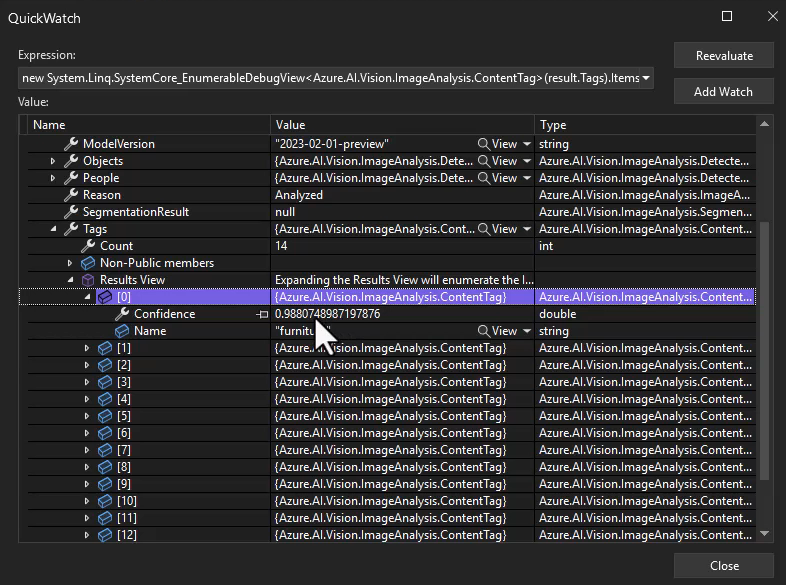 QuickWatch
Expression:
Reevaluate
new System.Linq.SystemCore_EnumerableDebugView<Azure.AI.Vision.ImageAnalysis.ContentTag>(result.Tags).Items
Add Watch
Value:
Name Value Type
ModelVersion "2023-02-01-preview" View string
Objects {Azure.AI.Vision.ImageAnalysis.Dete... View Azure.AI.Vision.ImageAnalysis.Detecte...
People {Azure.AI.Vision.ImageAnalysis.Dete... View Azure.AI.Vision.ImageAnalysis.Detecte...
Reason Analyzed Azure.AI.Vision.ImageAnalysis.ImageA...
SegmentationResult null Azure.AI.Vision.ImageAnalysis.Segmen...
Tags {Azure.AI.Vision.ImageAnalysis.Cont... View Azure.AI.Vision.ImageAnalysis.Content...
Count 14 int
Non-Public members
Results View Expanding the Results View will enumerate the I...
[0] {Azure.AI.Vision.ImageAnalysis.ContentTag} Azure.AI.Vision.ImageAnalysis.Content...
Confidence 0.9880748987197876 double
Name View string
[1] {Azure.AI.Vision.ImageAnalysis.ContentTag} Azure.AI.Vision.ImageAnalysis.Content...
[2] {Azure.AI.Vision.ImageAnalysis.ContentTag} Azure.AI.Vision.ImageAnalysis.Content...
[3] {Azure.AI.Vision.ImageAnalysis.ContentTag} Azure.AI.Vision.ImageAnalysis.Content...
[4] {Azure.AI.Vision.ImageAnalysis.ContentTag} Azure.AI.Vision.ImageAnalysis.Content...
[5] {Azure.AI.Vision.ImageAnalysis.ContentTag} Azure.AI.Vision.ImageAnalysis.Content...
[6] {Azure.AI.Vision.ImageAnalysis.ContentTag} Azure.AI.Vision.ImageAnalysis.Content...
[7] {Azure.AI.Vision.ImageAnalysis.ContentTag} Azure.AI.Vision.ImageAnalysis.Content...
[8] {Azure.AI.Vision.ImageAnalysis.ContentTag} Azure.AI.Vision.ImageAnalysis.Content...
[9] {Azure.AI.Vision.ImageAnalysis.ContentTag} Azure.AI.Vision.ImageAnalysis.Content...
[10] {Azure.AI.Vision.ImageAnalysis.ContentTag} Azure.AI.Vision.ImageAnalysis.Content...
[11] {Azure.AI.Vision.ImageAnalysis.ContentTag} Azure.AI.Vision.ImageAnalysis.Content...
[12] {Azure.AI.Vision.ImageAnalysis.ContentTag} Azure.AI.Vision.ImageAnalysis.Content...
Close